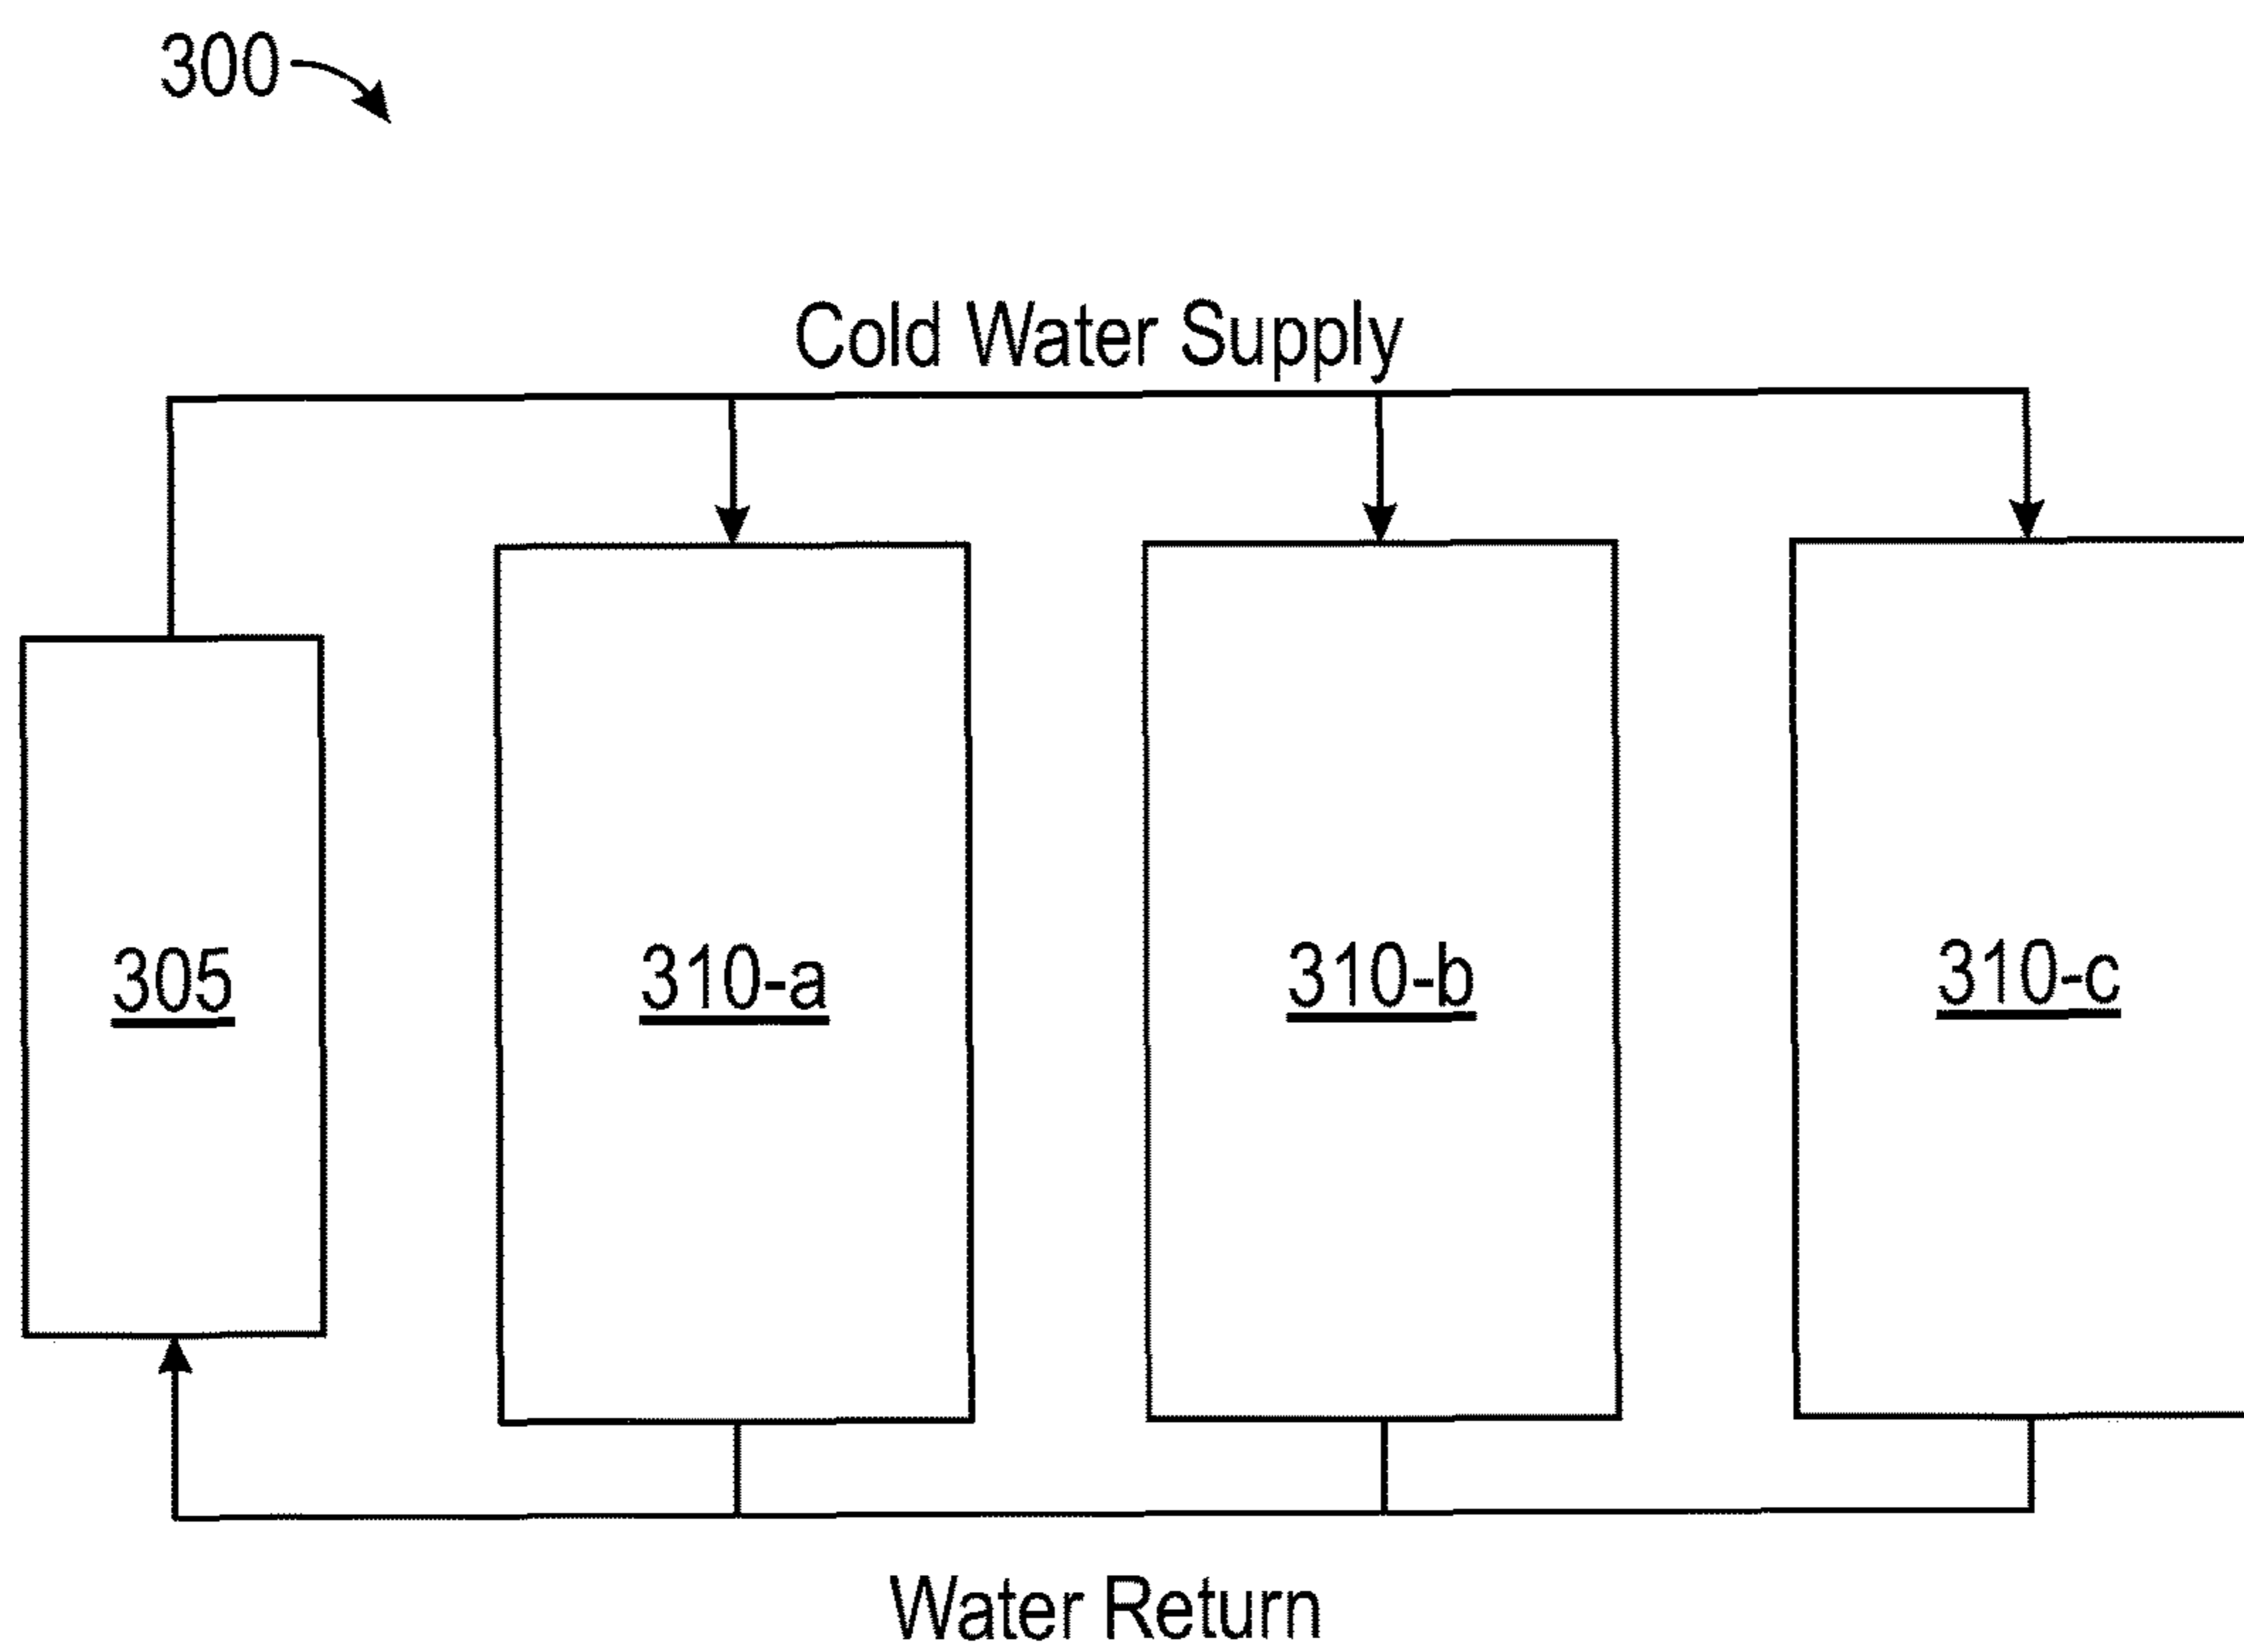 300
Cold Water Supply
305
310-a
310-b
310-c
Water Return